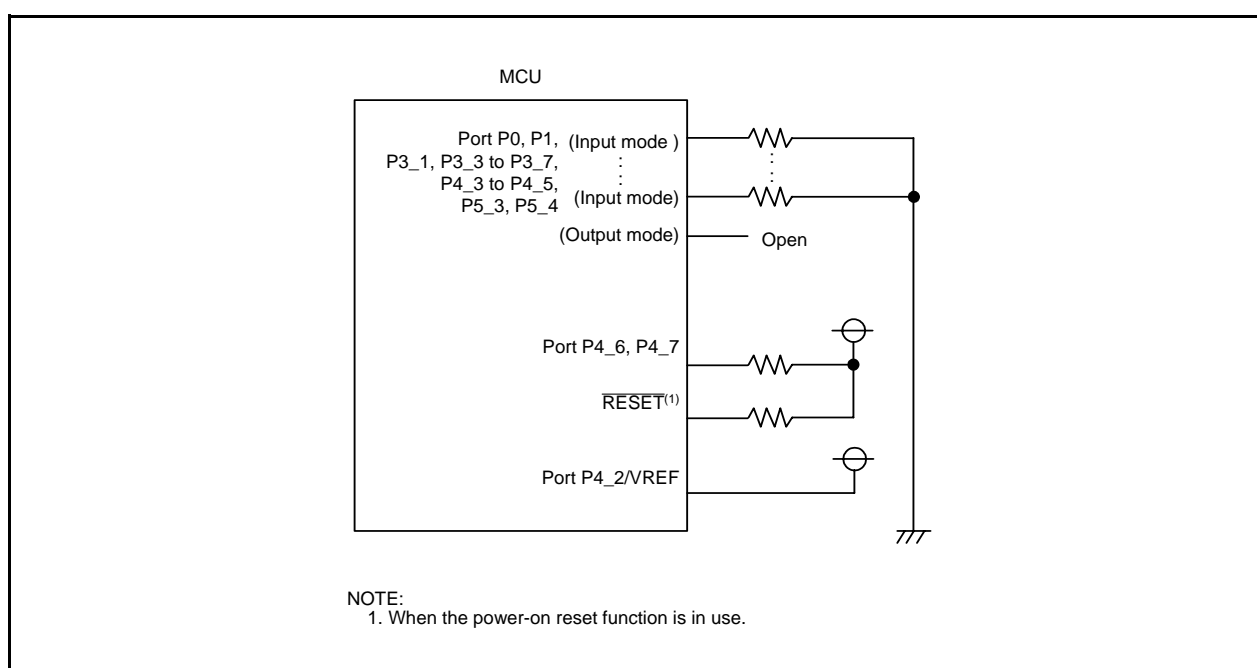 MCU
Port P0, P1, (Input mode )
P3_1, P3_3 to P3_7,
P4_3 to P4_5, (Input mode)
P5_3, P5_4
(Output mode) Open
Port P4_6, P4_7
RESET(1)
Port P4_2/VREF
NOTE:
1. When the power-on reset function is in use.